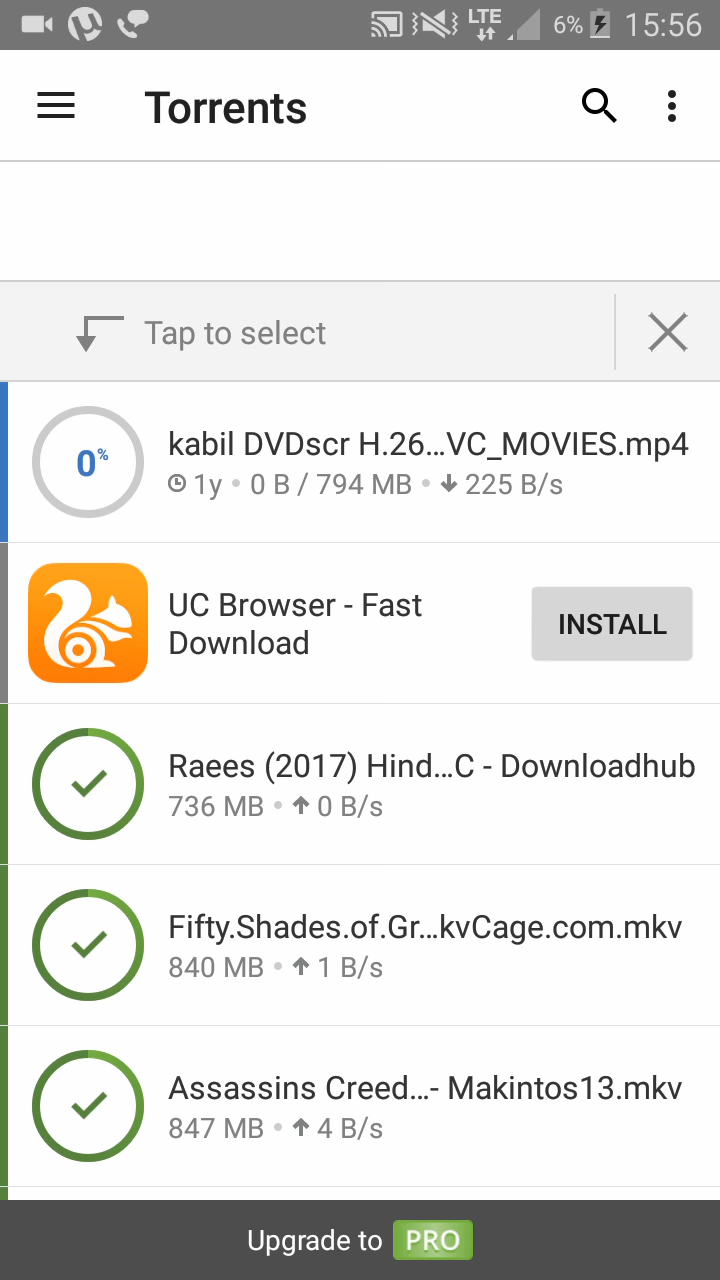 LTE 6% 15:56
Torrents
Tap to select
0%
kabil DVDscr H.26...VC_MOVIES.mp4
1y • 0 B / 794 MB • 225 B/s
UC Browser - Fast
Download
INSTALL
Raees (2017) Hind...C - Downloadhub
736 MB • 0 B/s
Fifty.Shades.of.Gr...kvCage.com.mkv
840 MB • 1 B/s
Assassins Creed...- Makintos13.mkv
847 MB • 4 B/s
Upgrade to PRO